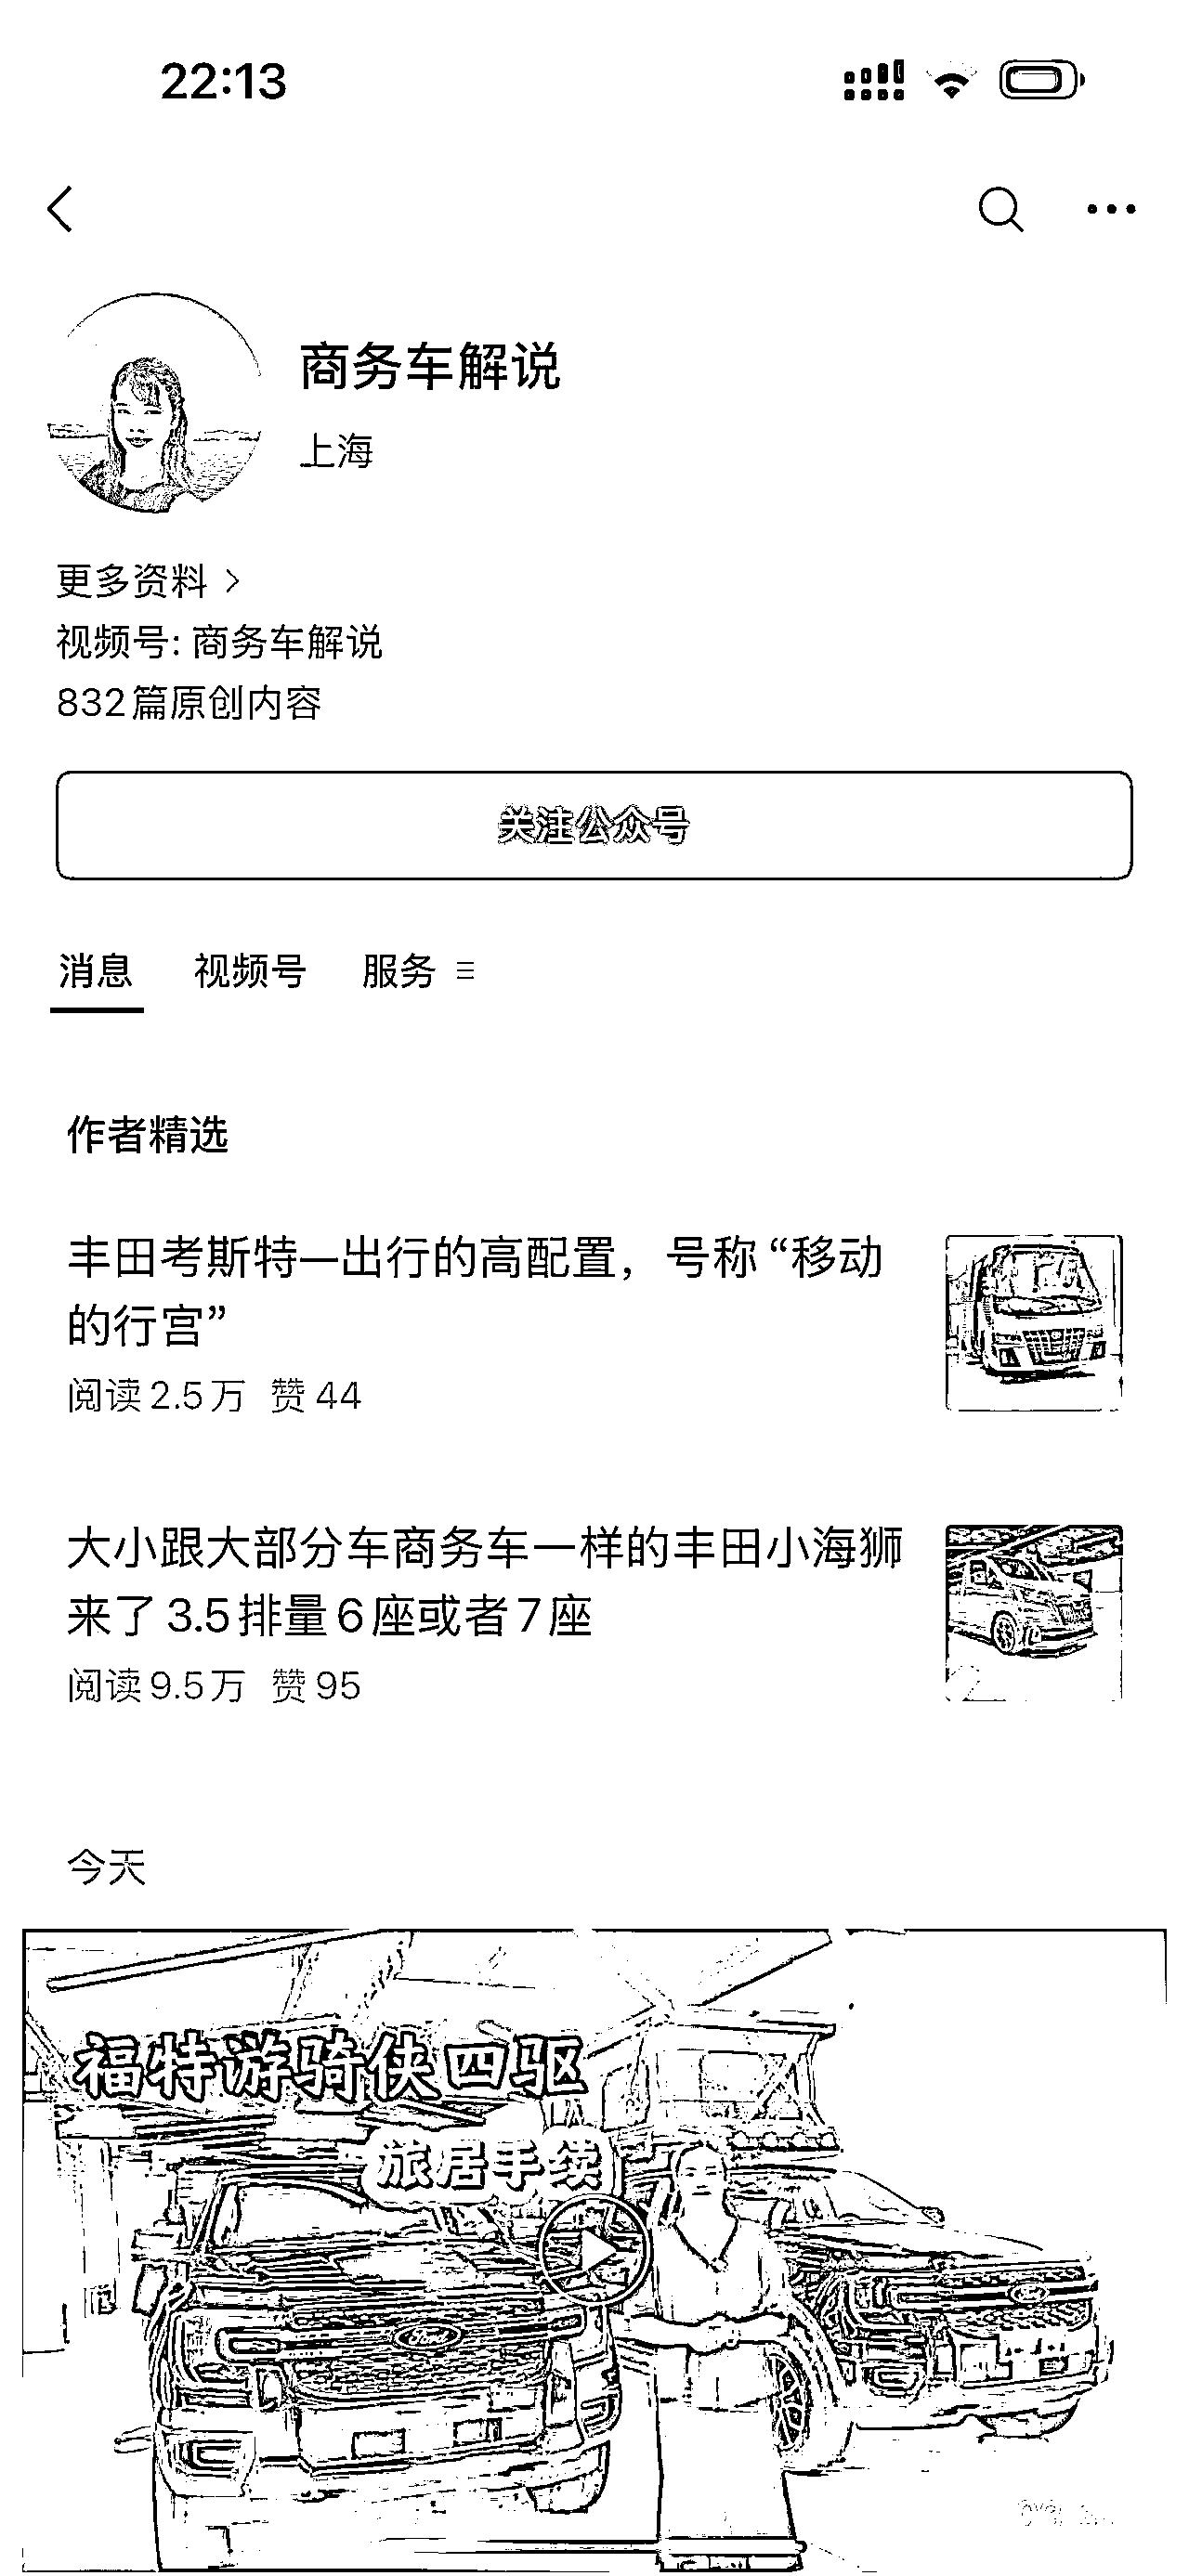 22:13
商务车解说
上海
更多资料 >
视频号: 商务车解说
832篇原创内容
关注公众号
消息 视频号 服务
作者精选
丰田考斯特—出行的高配置，号称“移动
的行宫”
阅读2.5万 赞44
大小跟大部分车商务车一样的丰田小海狮
来了3.5排量6座或者7座
阅读9.5万 赞95
今天
福特游骑侠四驱
旅居手续
Ford